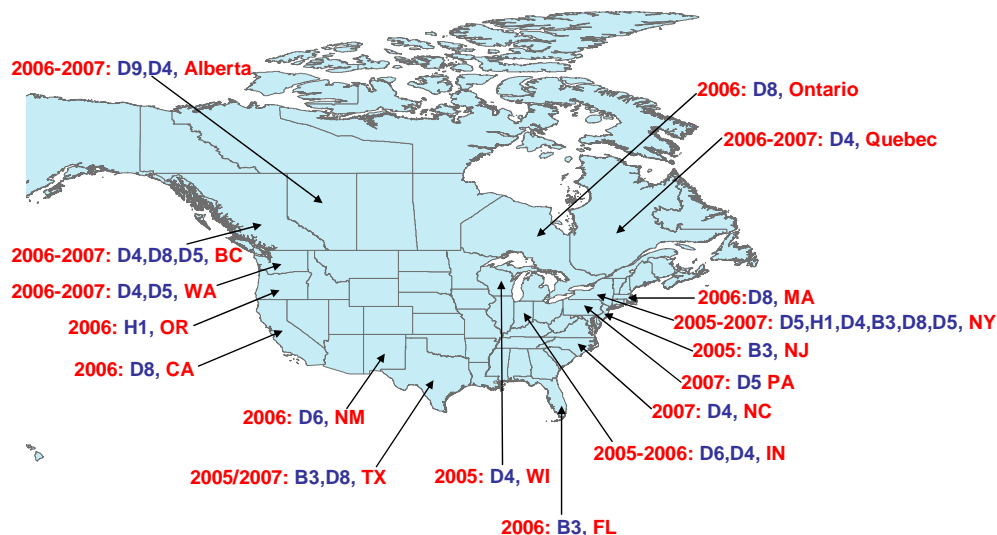 2006-2007: D9,D4, Alberta
2006: D8, Ontario
2006-2007: D4, Quebec
2006-2007: D4,D8,D5, BC
2006-2007: D4,D5, WA
2006: H1, OR
2006: D8, CA
2006: D6, NM
2005/2007: B3,D8, TX
2005: D4, WI
2006: B3, FL
2006:D8, MA
2005-2007: D5,H1,D4,B3,D8,D5, NY
2005: B3, NJ
2007: D5 PA
2007: D4, NC
2005-2006: D6,D4, IN